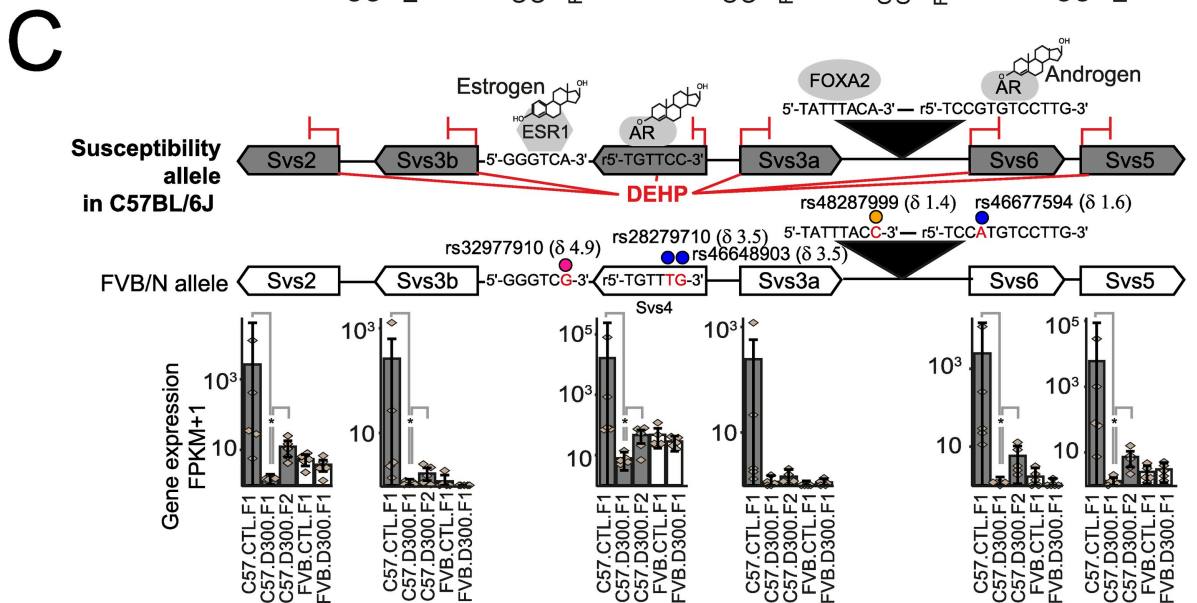 C
Estrogen
OH
HO
ESR1
OH
O
AR
FOXA2
OH
O
AR
Androgen
5'-TATTTACA-3' — r5'-TCCGTGTCCTTG-3'
Susceptibility
allele
in C57BL/6J
Svs2
Svs3b
5'-GGGTCA-3'
r5'-TGTTCC-3'
Svs3a
Svs6
Svs5
DEHP
rs48287999 (δ 1.4)
rs46677594 (δ 1.6)
5'-TATTTACC-3' — r5'-TCCATGTCCTTG-3'
rs32977910 (δ 4.9)
rs28279710 (δ 3.5)
rs46648903 (δ 3.5)
FVB/N allele
Svs2
Svs3b
5'-GGGTCG-3'
r5'-TGTTTG-3'
Svs3a
Svs6
Svs5
Svs4
Gene expression
FPKM+1
10³
10
*
C57.CTL.F1
C57.D300.F1
C57.D300.F2
FVB.CTL.F1
FVB.D300.F1
10³
10
*
C57.CTL.F1
C57.D300.F1
C57.D300.F2
FVB.CTL.F1
FVB.D300.F1
10⁵
10³
10
*
C57.CTL.F1
C57.D300.F1
C57.D300.F2
FVB.CTL.F1
FVB.D300.F1
10³
10
C57.CTL.F1
C57.D300.F1
C57.D300.F2
FVB.CTL.F1
FVB.D300.F1
10³
10
*
C57.CTL.F1
C57.D300.F1
C57.D300.F2
FVB.CTL.F1
FVB.D300.F1
10⁵
10³
10
*
C57.CTL.F1
C57.D300.F1
C57.D300.F2
FVB.CTL.F1
FVB.D300.F1